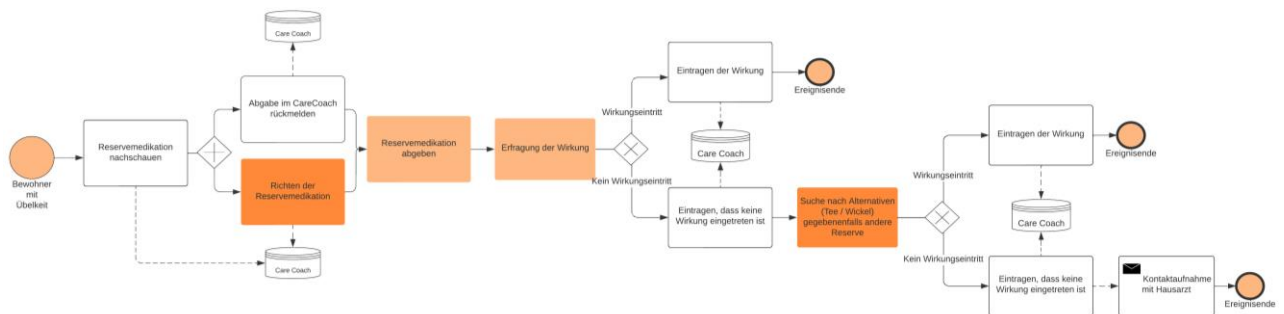 Bewohner
mit
Übelkeit
Reservemedikation
nachschauen
Care Coach
Abgabe im CareCoach
rückmelden
Richten der
Reservemedikation
Care Coach
Reservemedikation
abgeben
Erfragung der Wirkung
Wirkungseintritt
Kein Wirkungseintritt
Eintragen der Wirkung
Ereignisende
Care Coach
Eintragen, dass keine
Wirkung eingetreten ist
Suche nach Alternativen
(Tee / Wickel)
gegebenenfalls andere
Reserve
Wirkungseintritt
Kein Wirkungseintritt
Eintragen der Wirkung
Ereignisende
Care Coach
Eintragen, dass keine
Wirkung eingetreten ist
Kontaktaufnahme
mit Hausarzt
Ereignisende